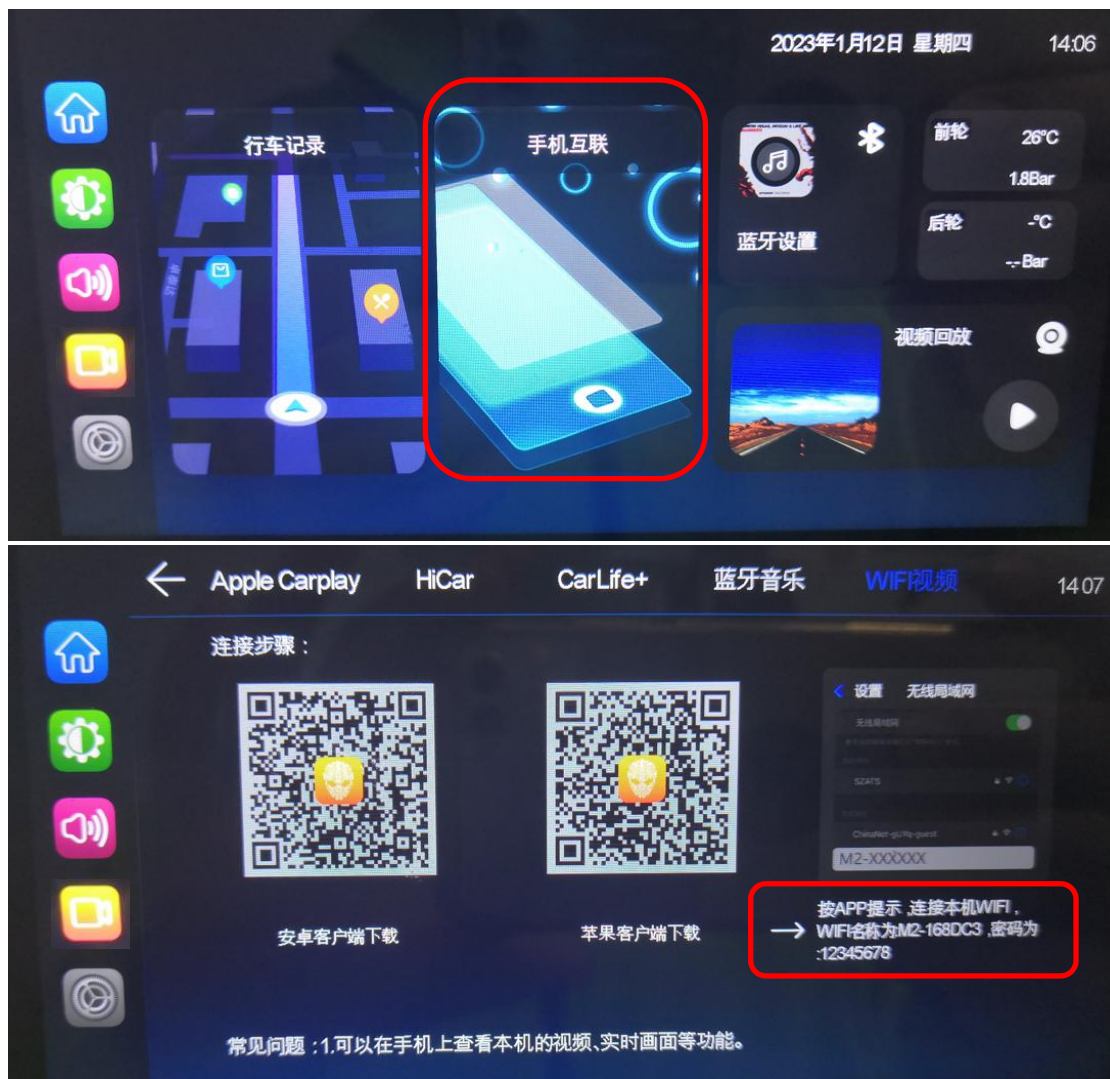 2023年1月12日 星期四 14:06
行车记录
手机互联
蓝牙设置
前轮 26℃
1.8Bar
后轮 -℃
-.- Bar
视频回放
Apple Carplay HiCar CarLife+ 蓝牙音乐 WIFI视频 14 07
连接步骤：
设置 无线局域网
无线局域网
SZATS
M2-XXXXXX
安卓客户端下载
苹果客户端下载
按APP提示 ,连接本机WIFI ,
WIFI名称为:M2-168DC3 ,密码为
:12345678
常见问题 :1.可以在手机上查看本机的视频、实时画面等功能。